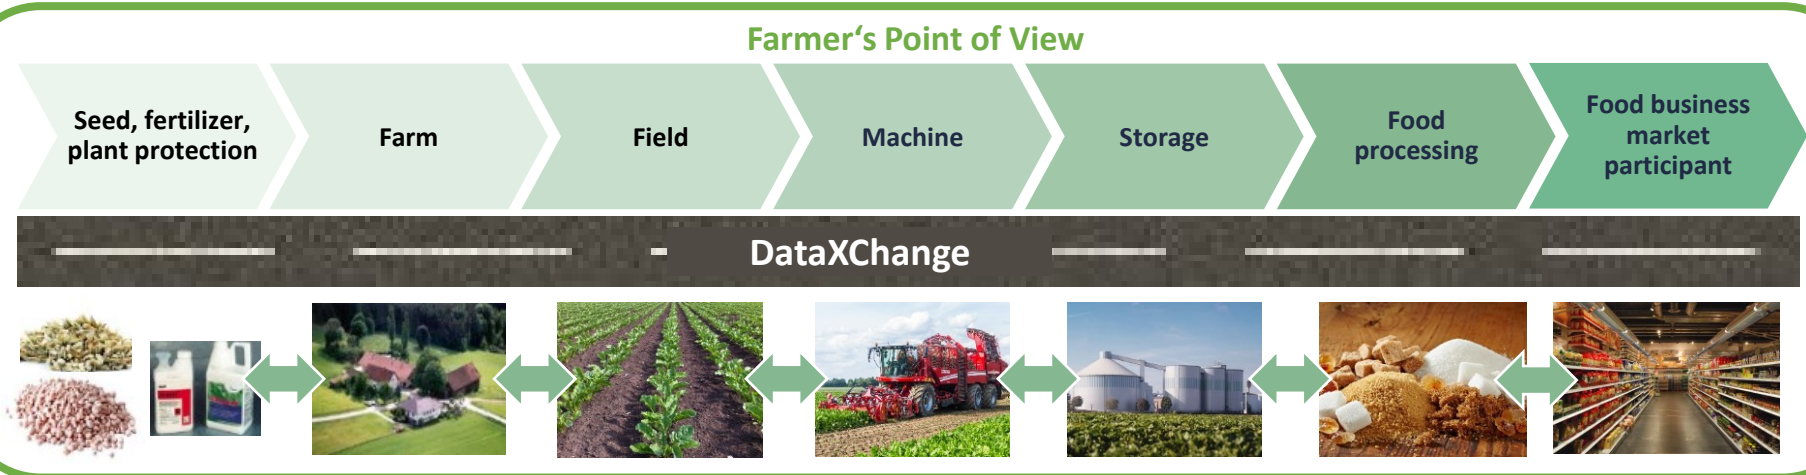 Farmer‘s Point of View
Seed, fertilizer,
plant protection
Farm
Field
Machine
Storage
Food
processing
Food business
market
participant
DataXChange